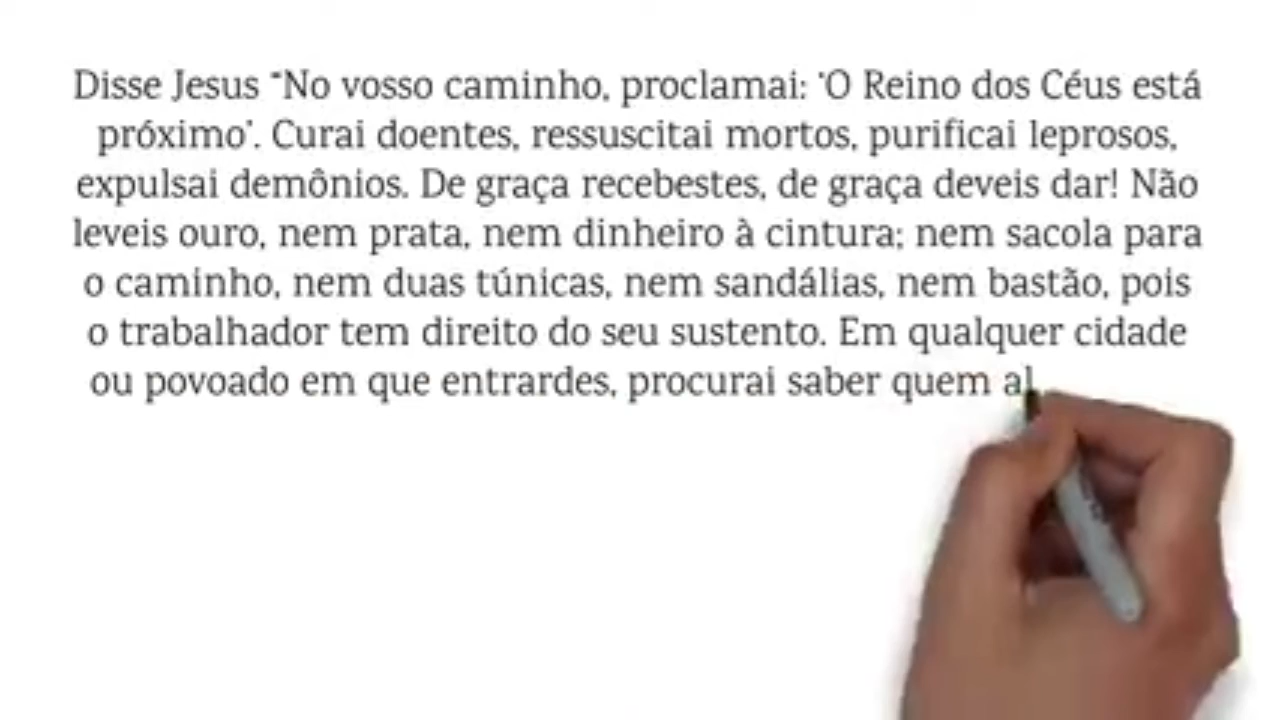 Disse Jesus “No vosso caminho, proclamai: ‘O Reino dos Céus está
próximo’. Curai doentes, ressuscitai mortos, purificai leprosos,
expulsai demônios. De graça recebestes, de graça deveis dar! Não
leveis ouro, nem prata, nem dinheiro à cintura; nem sacola para
o caminho, nem duas túnicas, nem sandálias, nem bastão, pois
o trabalhador tem direito do seu sustento. Em qualquer cidade
ou povoado em que entrardes, procurai saber quem al